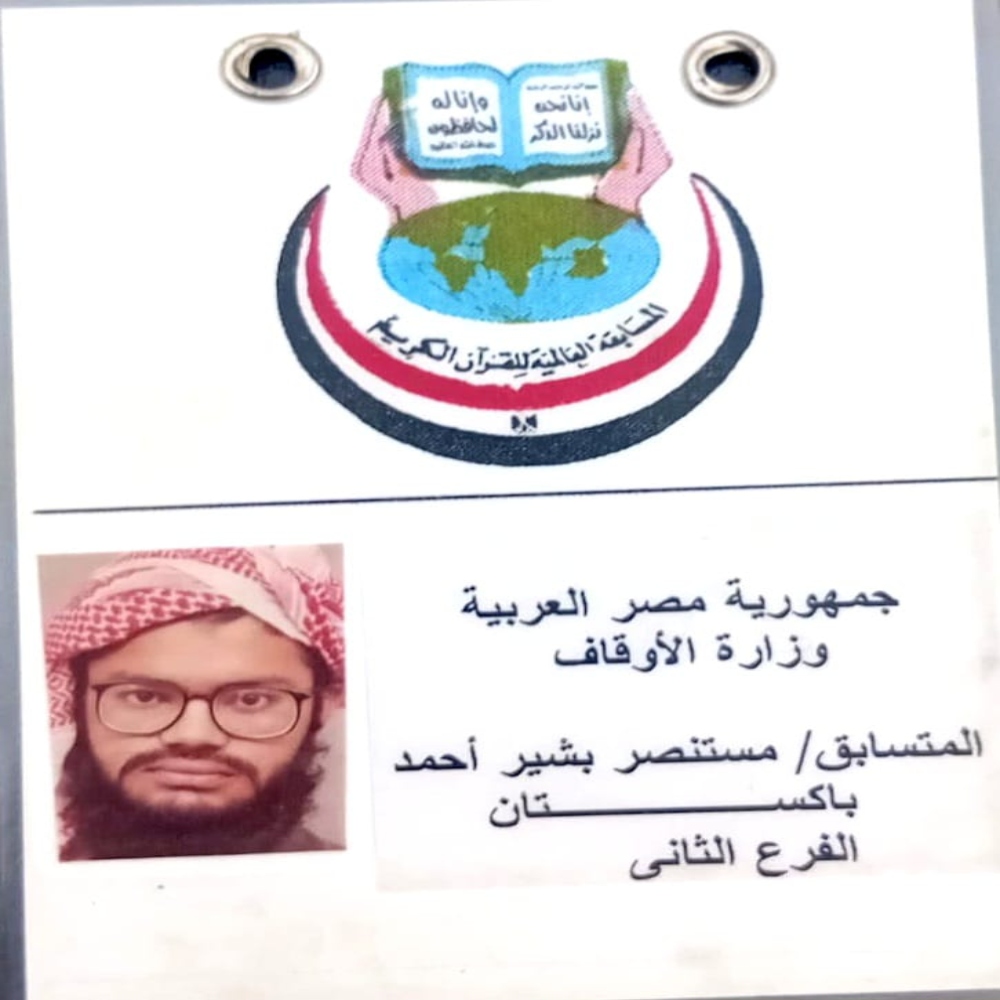 إنا نحن
نزلنا الذكر
وإنا له
لحافظون
المسابقة العالمية للقرآن الكريم
جمهورية مصر العربية
وزارة الأوقاف
المتسابق/ مستنصر بشير أحمد
باكســـــــــــــتان
الفرع الثانى